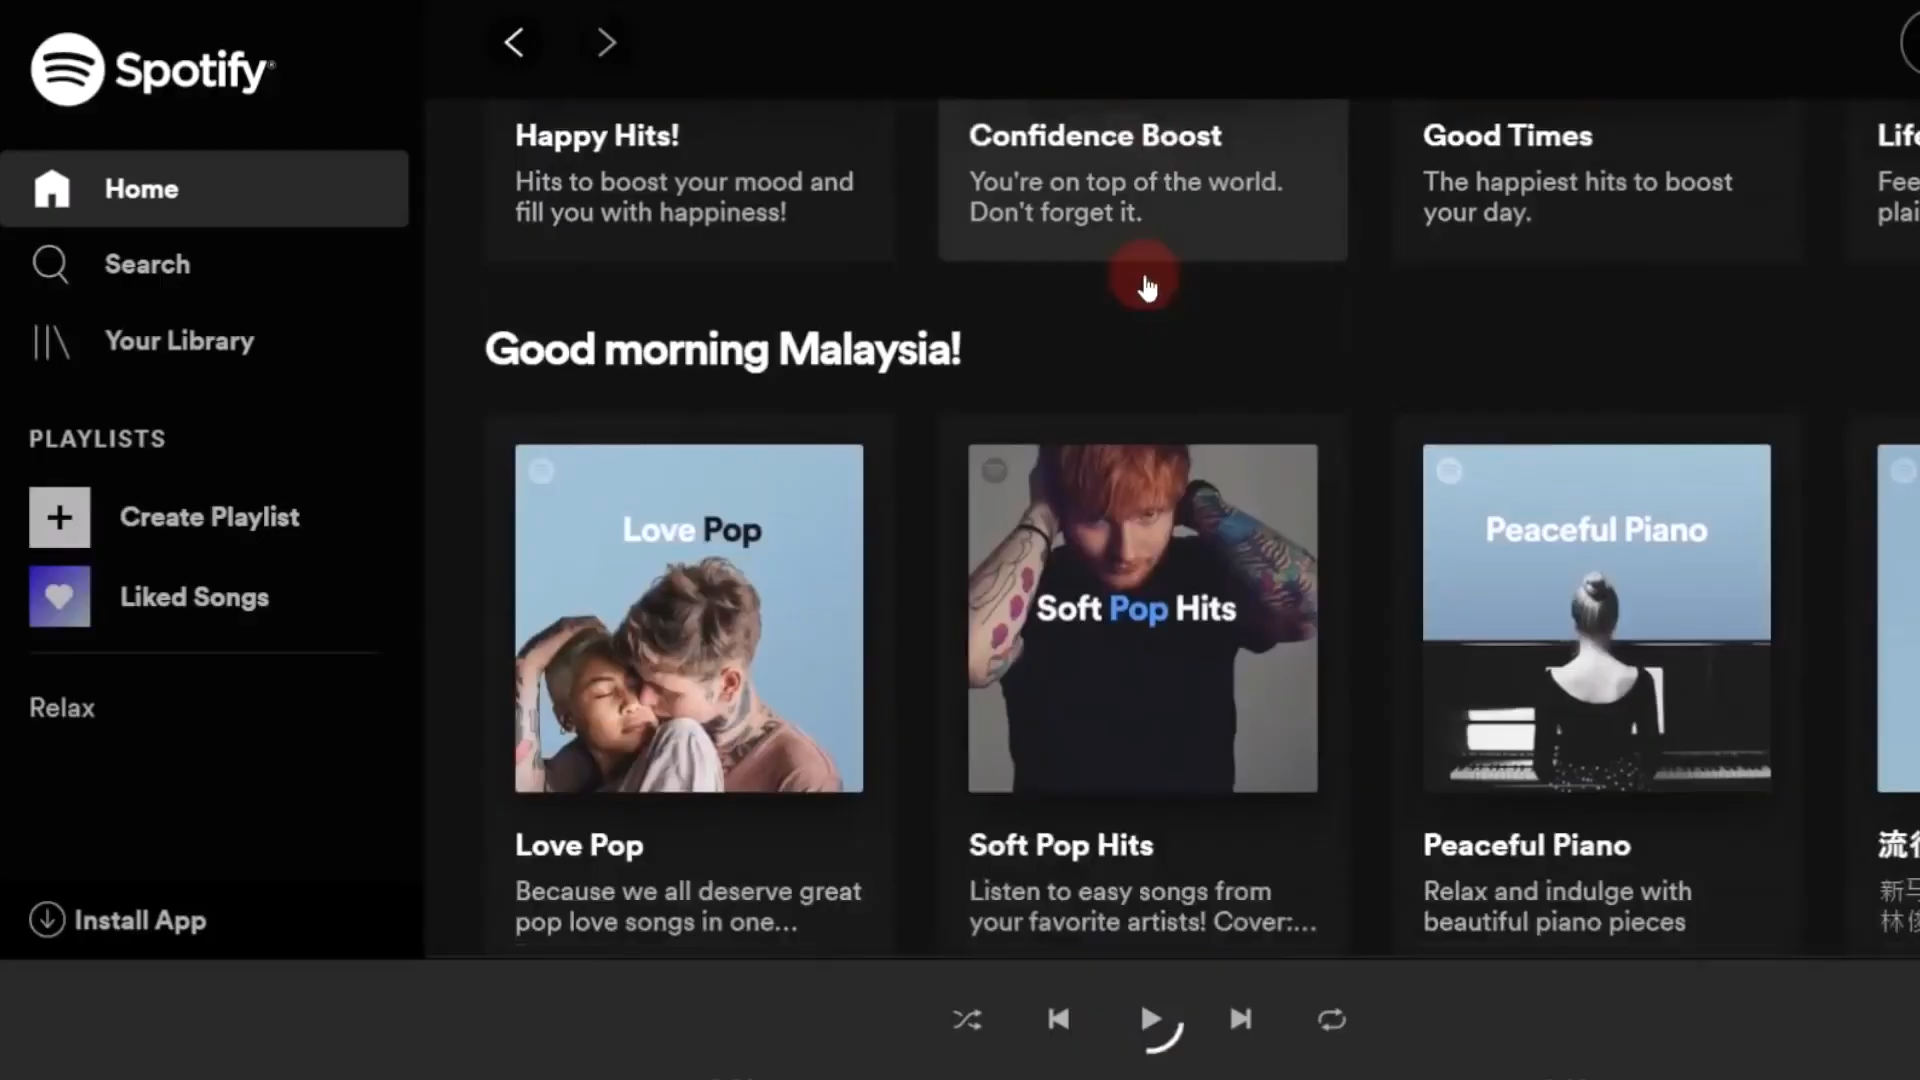 Spotify®
Home
Search
Your Library
PLAYLISTS
Create Playlist
Liked Songs
Relax
Install App
Happy Hits!
Hits to boost your mood and
fill you with happiness!
Confidence Boost
You're on top of the world.
Don't forget it.
Good Times
The happiest hits to boost
your day.
Good morning Malaysia!
Love Pop
Love Pop
Because we all deserve great
pop love songs in one...
Soft Pop Hits
Soft Pop Hits
Listen to easy songs from
your favorite artists! Cover:...
Peaceful Piano
Peaceful Piano
Relax and indulge with
beautiful piano pieces